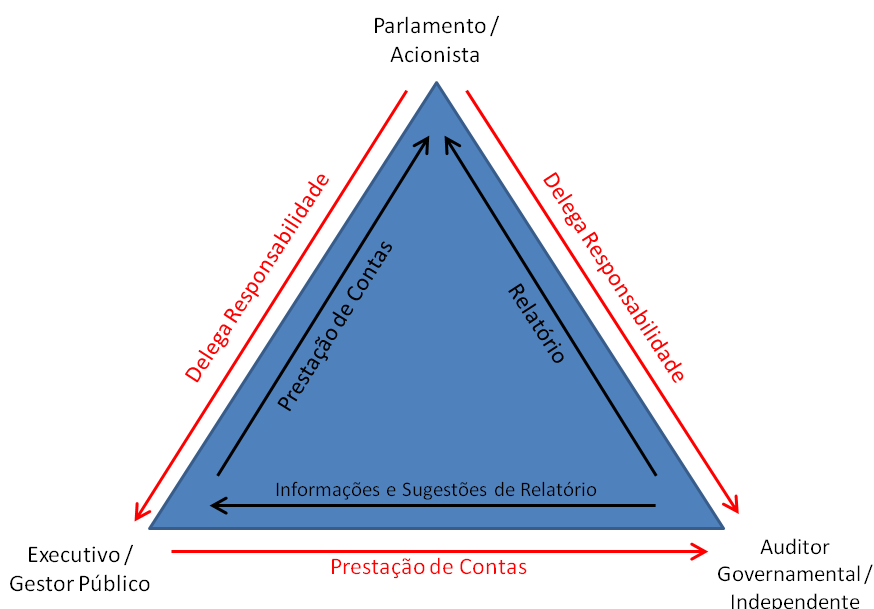 Parlamento /
Acionista
Delega Responsabilidade
Delega Responsabilidade
Prestação de Contas
Relatório
Informações e Sugestões de Relatório
Executivo /
Gestor Público
Prestação de Contas
Auditor
Governamental /
Independente